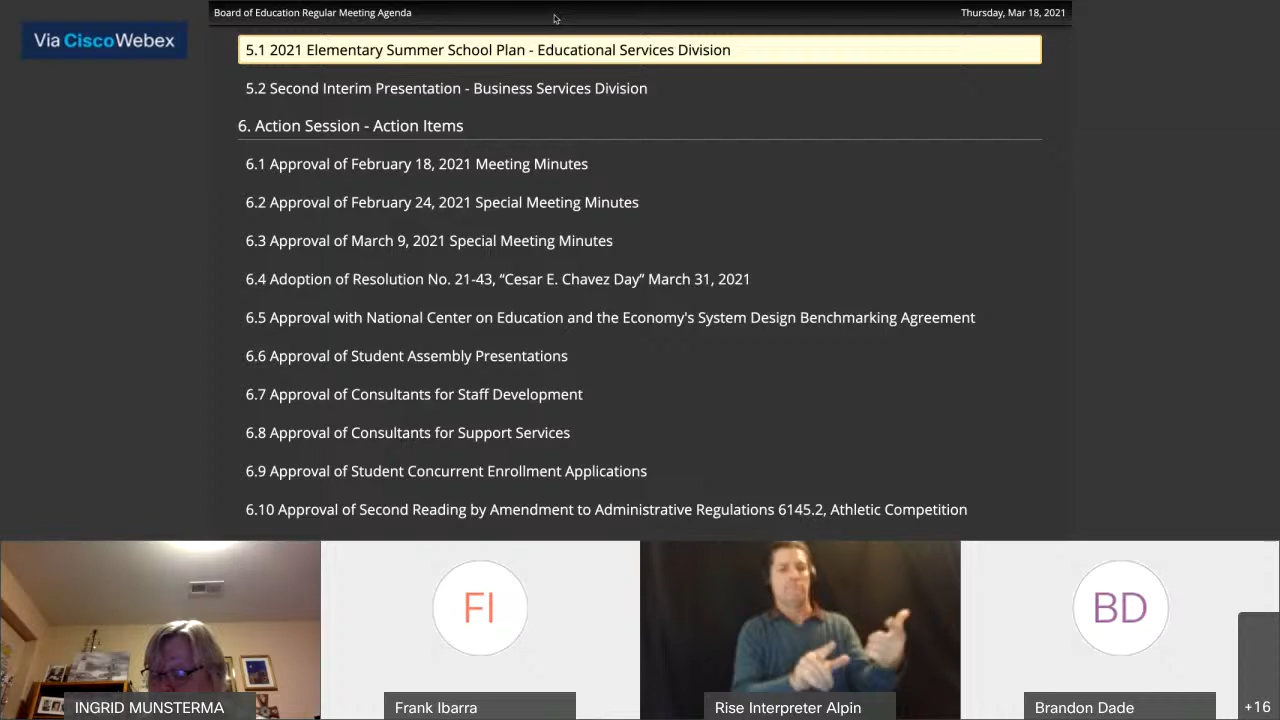 Board of Education Regular Meeting Agenda
Thursday, Mar 18, 2021
Via CiscoWebex
5.1 2021 Elementary Summer School Plan - Educational Services Division
5.2 Second Interim Presentation - Business Services Division
6. Action Session - Action Items
6.1 Approval of February 18, 2021 Meeting Minutes
6.2 Approval of February 24, 2021 Special Meeting Minutes
6.3 Approval of March 9, 2021 Special Meeting Minutes
6.4 Adoption of Resolution No. 21-43, “Cesar E. Chavez Day” March 31, 2021
6.5 Approval with National Center on Education and the Economy's System Design Benchmarking Agreement
6.6 Approval of Student Assembly Presentations
6.7 Approval of Consultants for Staff Development
6.8 Approval of Consultants for Support Services
6.9 Approval of Student Concurrent Enrollment Applications
6.10 Approval of Second Reading by Amendment to Administrative Regulations 6145.2, Athletic Competition
FI
BD
INGRID MUNSTERMA
Frank Ibarra
Rise Interpreter Alpin
Brandon Dade
+16